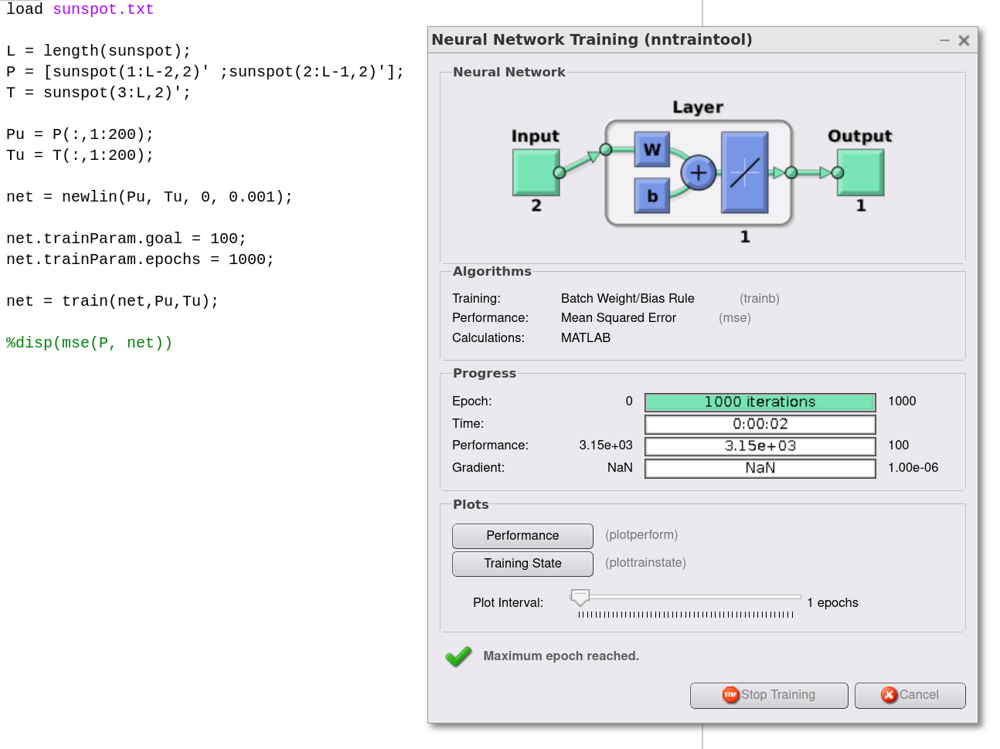 load sunspot.txt
L = length(sunspot);
P = [sunspot(1:L-2,2)' ;sunspot(2:L-1,2)'];
T = sunspot(3:L,2)';
Pu = P(:,1:200);
Tu = T(:,1:200);
net = newlin(Pu, Tu, 0, 0.001);
net.trainParam.goal = 100;
net.trainParam.epochs = 1000;
net = train(net,Pu,Tu);
%disp(mse(P, net))
Neural Network Training (nntraintool)
Neural Network
Layer
Input
Output
W
b
2
1
1
Algorithms
Training: Batch Weight/Bias Rule (trainb)
Performance: Mean Squared Error (mse)
Calculations: MATLAB
Progress
Epoch: 0 1000 iterations 1000
Time: 0:00:02
Performance: 3.15e+03 3.15e+03 100
Gradient: NaN NaN 1.00e-06
Plots
Performance (plotperform)
Training State (plottrainstate)
Plot Interval: 1 epochs
Maximum epoch reached.
STOP Stop Training Cancel